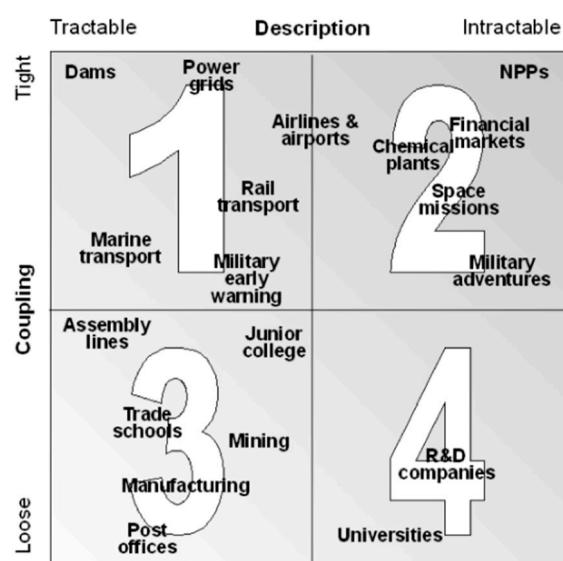 Tractable Description Intractable
Tight
Coupling
Loose
1
Dams
Power
grids
Airlines &
airports
Rail
transport
Marine
transport
Military
early
warning
2
NPPs
Financial
markets
Chemical
plants
Space
missions
Military
adventures
3
Assembly
lines
Junior
college
Trade
schools
Mining
Manufacturing
Post
offices
4
R&D
companies
Universities